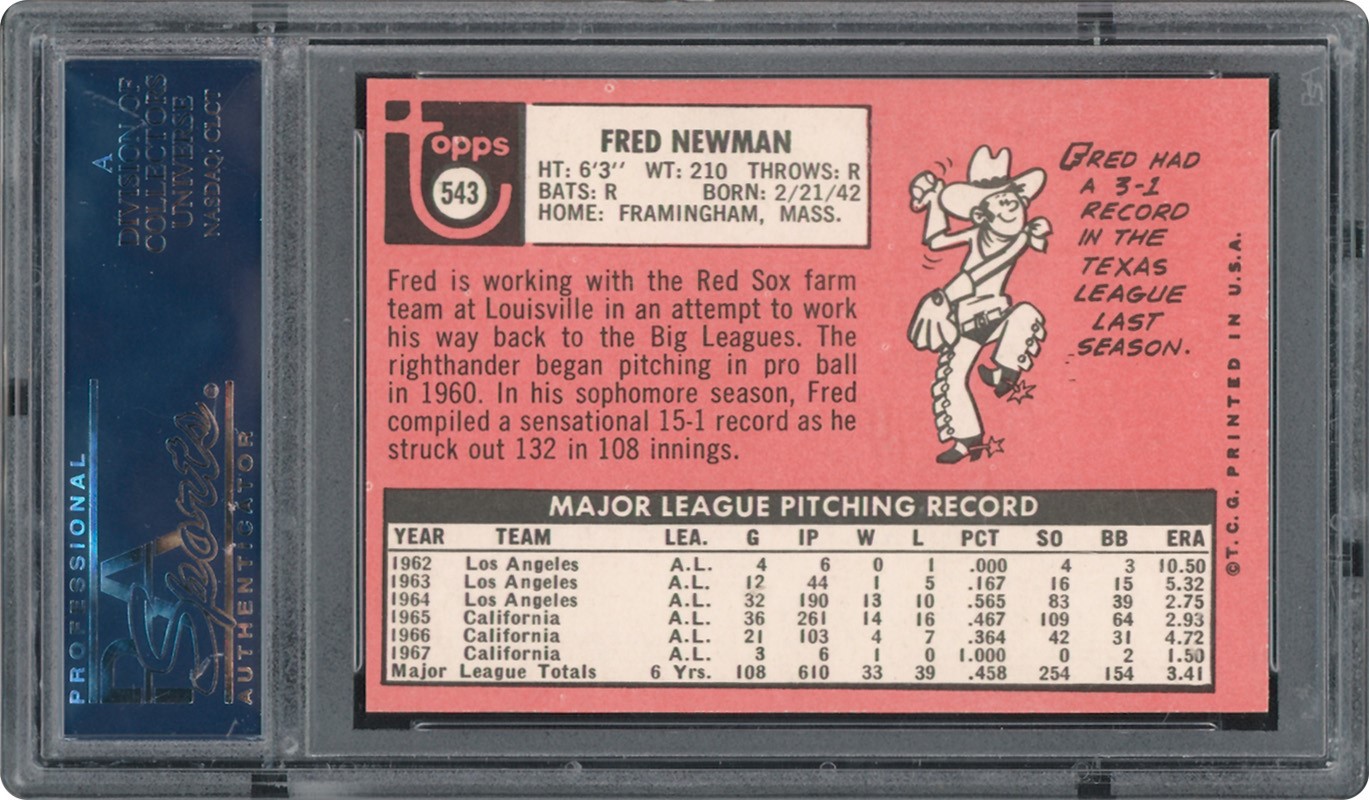 A
DIVISION OF
COLLECTORS
UNIVERSE
NASDAQ: CLCT
PROFESSIONAL
PSA
Sports
AUTHENTICATOR
topps
543
FRED NEWMAN
HT: 6'3" WT: 210 THROWS: R
BATS: R BORN: 2/21/42
HOME: FRAMINGHAM, MASS.
Fred is working with the Red Sox farm
team at Louisville in an attempt to work
his way back to the Big Leagues. The
righthander began pitching in pro ball
in 1960. In his sophomore season, Fred
compiled a sensational 15-1 record as he
struck out 132 in 108 innings.
FRED HAD
A 3-1
RECORD
IN THE
TEXAS
LEAGUE
LAST
SEASON.
MAJOR LEAGUE PITCHING RECORD
YEAR TEAM LEA. G IP W L PCT SO BB ERA
1962 Los Angeles A.L. 4 6 0 1 .000 4 3 10.50
1963 Los Angeles A.L. 12 44 1 5 .167 16 15 5.32
1964 Los Angeles A.L. 32 190 13 10 .565 83 39 2.75
1965 California A.L. 36 261 14 16 .467 109 64 2.93
1966 California A.L. 21 103 4 7 .364 42 31 4.72
1967 California A.L. 3 6 1 0 1.000 0 2 1.50
Major League Totals 6 Yrs. 108 610 33 39 .458 254 154 3.41
©T.C.G. PRINTED IN U.S.A.